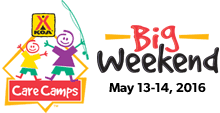 KOA
Care Camps
Big
Weekend
May 13-14, 2016